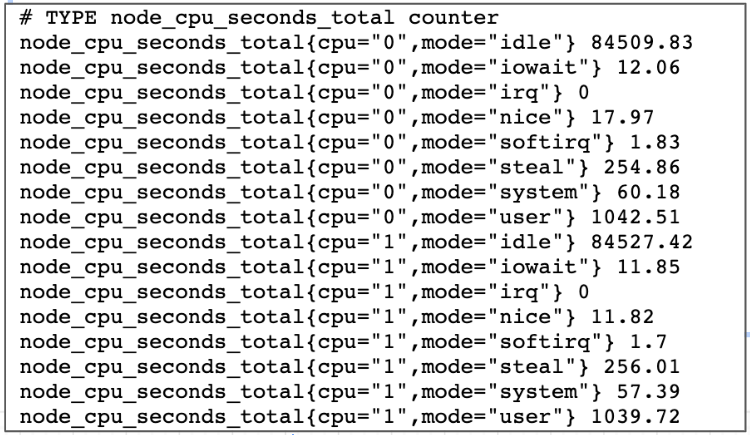 # TYPE node_cpu_seconds_total counter
node_cpu_seconds_total{cpu="0",mode="idle"} 84509.83
node_cpu_seconds_total{cpu="0",mode="iowait"} 12.06
node_cpu_seconds_total{cpu="0",mode="irq"} 0
node_cpu_seconds_total{cpu="0",mode="nice"} 17.97
node_cpu_seconds_total{cpu="0",mode="softirq"} 1.83
node_cpu_seconds_total{cpu="0",mode="steal"} 254.86
node_cpu_seconds_total{cpu="0",mode="system"} 60.18
node_cpu_seconds_total{cpu="0",mode="user"} 1042.51
node_cpu_seconds_total{cpu="1",mode="idle"} 84527.42
node_cpu_seconds_total{cpu="1",mode="iowait"} 11.85
node_cpu_seconds_total{cpu="1",mode="irq"} 0
node_cpu_seconds_total{cpu="1",mode="nice"} 11.82
node_cpu_seconds_total{cpu="1",mode="softirq"} 1.7
node_cpu_seconds_total{cpu="1",mode="steal"} 256.01
node_cpu_seconds_total{cpu="1",mode="system"} 57.39
node_cpu_seconds_total{cpu="1",mode="user"} 1039.72